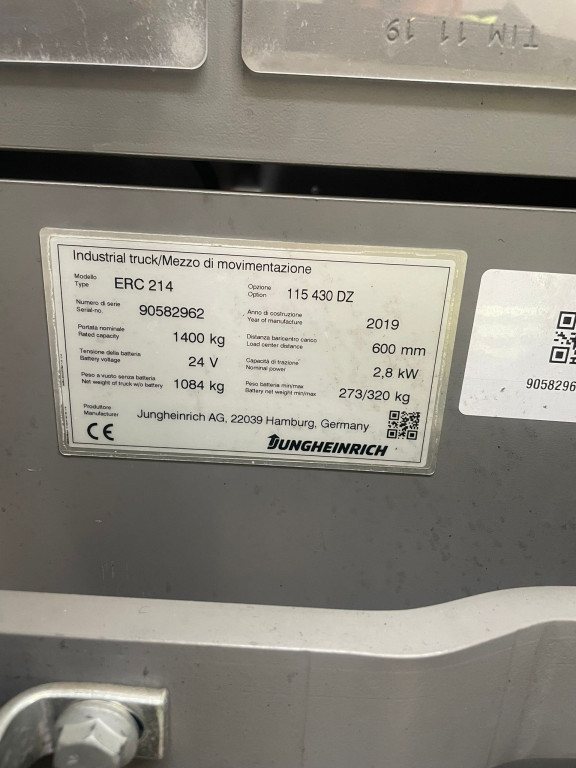 TIM 11 19
Industrial truck/Mezzo di movimentazione
Modello
Type
ERC 214
Opzione
Option
115 430 DZ
Numero di serie
Serial-no.
90582962
Anno di costruzione
Year of manufacture
2019
Portata nominale
Rated capacity
1400 kg
Distanza baricentro carico
Load center distance
600 mm
Tensione della batteria
Battery voltage
24 V
Capacità di trazione
Nominal power
2,8 kW
Peso a vuoto senza batteria
Net weight of truck w/o battery
1084 kg
Peso batteria min/max
Battery net weight min/max
273/320 kg
Produttore
Manufacturer
Jungheinrich AG, 22039 Hamburg, Germany
CE
JUNGHEINRICH
9058296